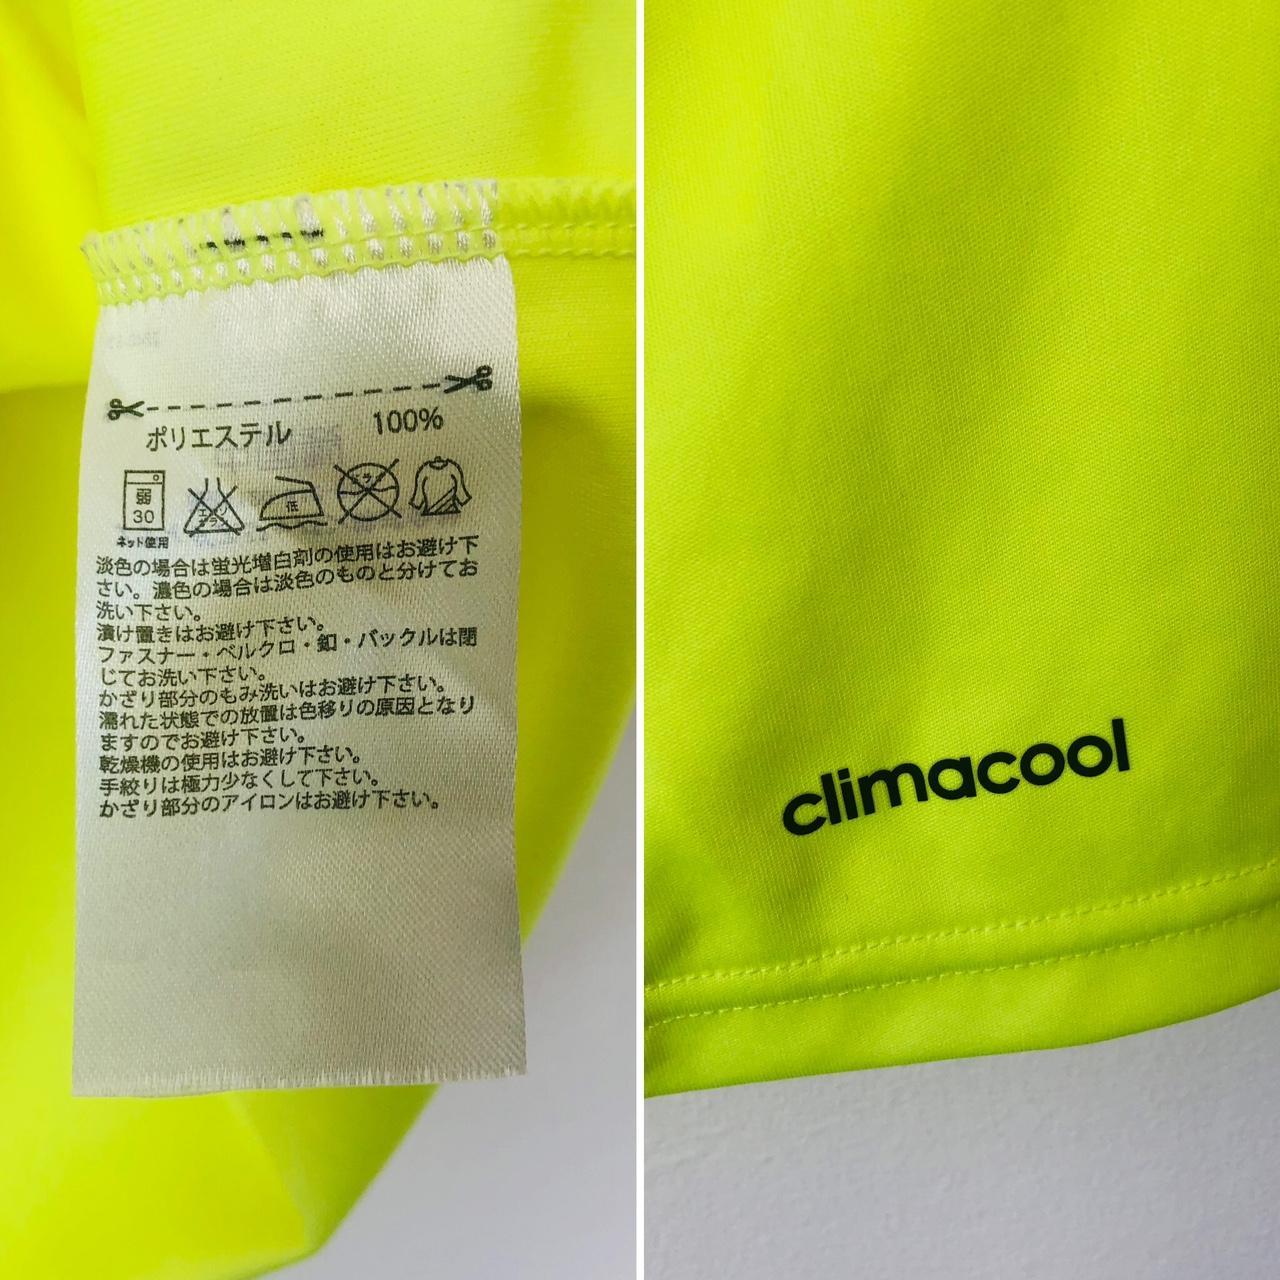 ポリエステル 100%
弱
30
ネット使用
エンソ
サラシ
低
ドライ
淡色の場合は蛍光増白剤の使用はお避け下
さい。濃色の場合は淡色のものと分けてお
洗い下さい。
漬け置きはお避け下さい。
ファスナー・ベルクロ・釦・バックルは閉
じてお洗い下さい。
かざり部分のもみ洗いはお避け下さい。
濡れた状態での放置は色移りの原因となり
ますのでお避け下さい。
乾燥機の使用はお避け下さい。
手絞りは極力少なくして下さい。
かざり部分のアイロンはお避け下さい。
climacool